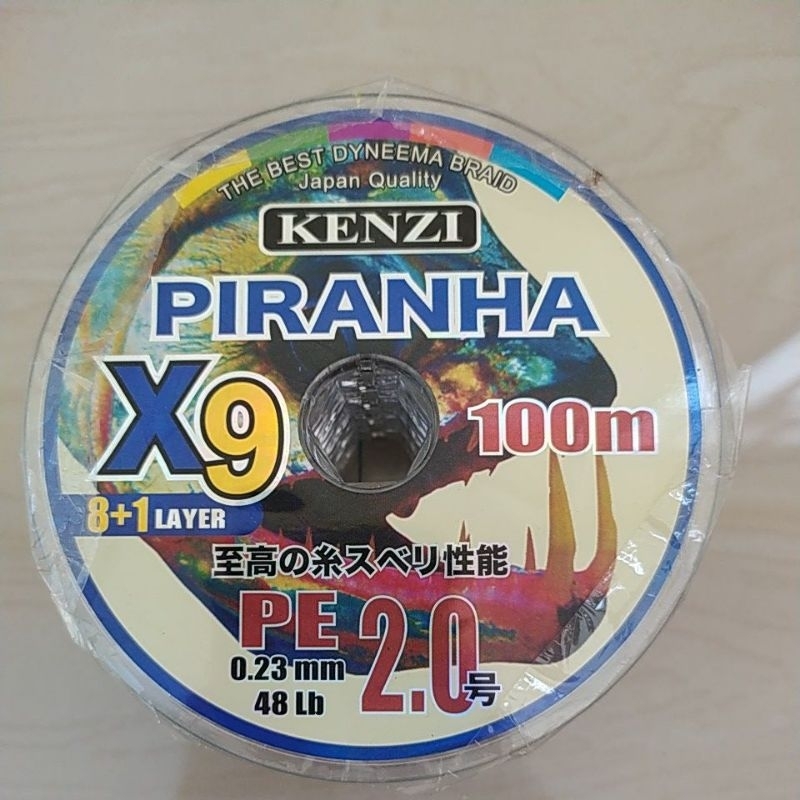 THE BEST DYNEEMA BRAID
Japan Quality
KENZI
PIRANHA
X9
100m
8+1 LAYER
至高の糸スベリ性能
PE 2.0号
0.23 mm
48 Lb